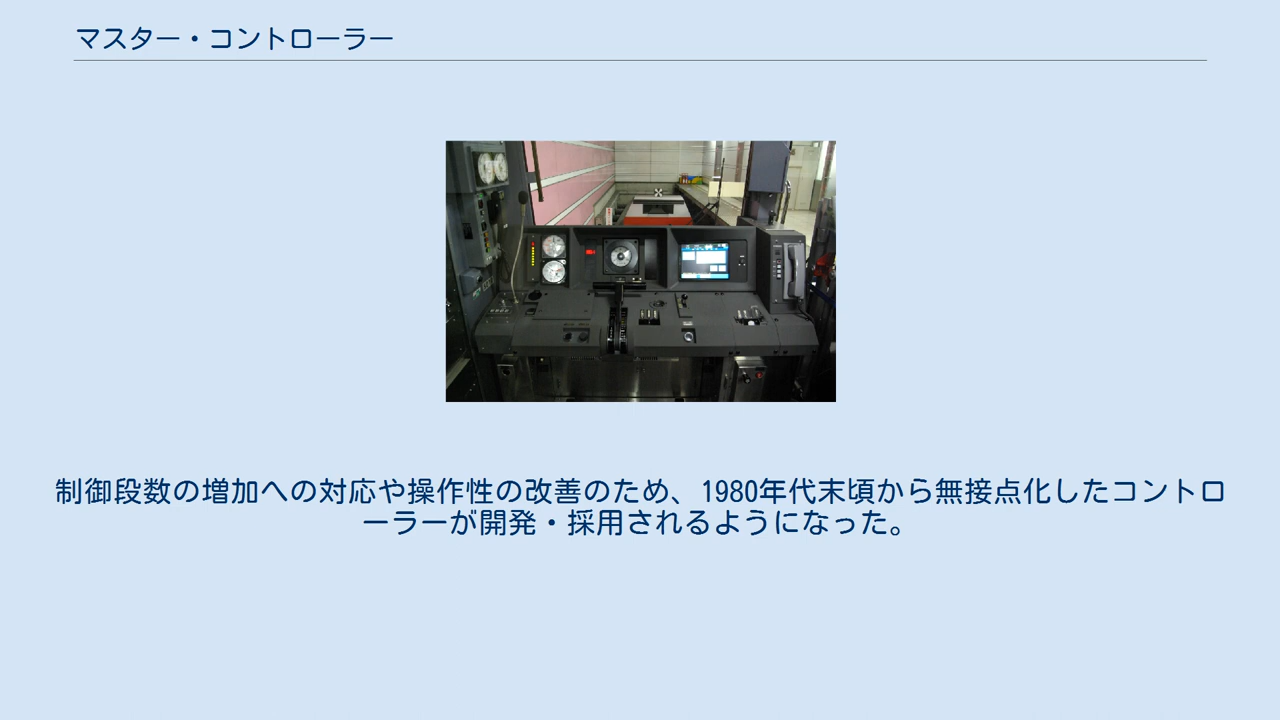 マスター・コントローラー
制御段数の増加への対応や操作性の改善のため、1980年代末頃から無接点化したコントロ
ーラーが開発・採用されるようになった。